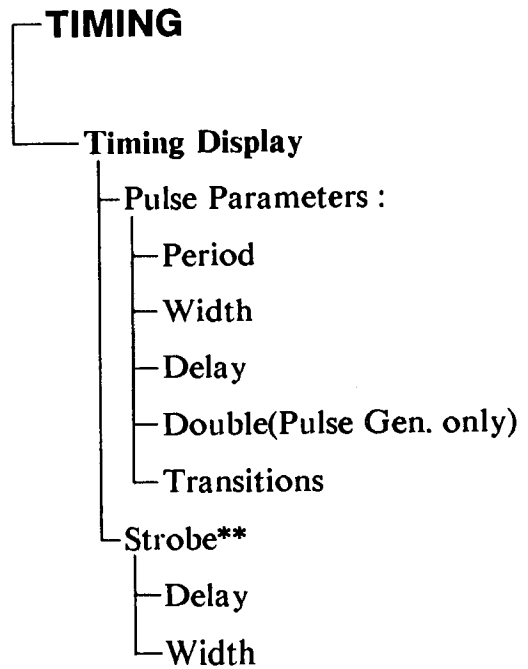 TIMING
Timing Display
Pulse Parameters :
Period
Width
Delay
Double(Pulse Gen. only)
Transitions
Strobe**
Delay
Width